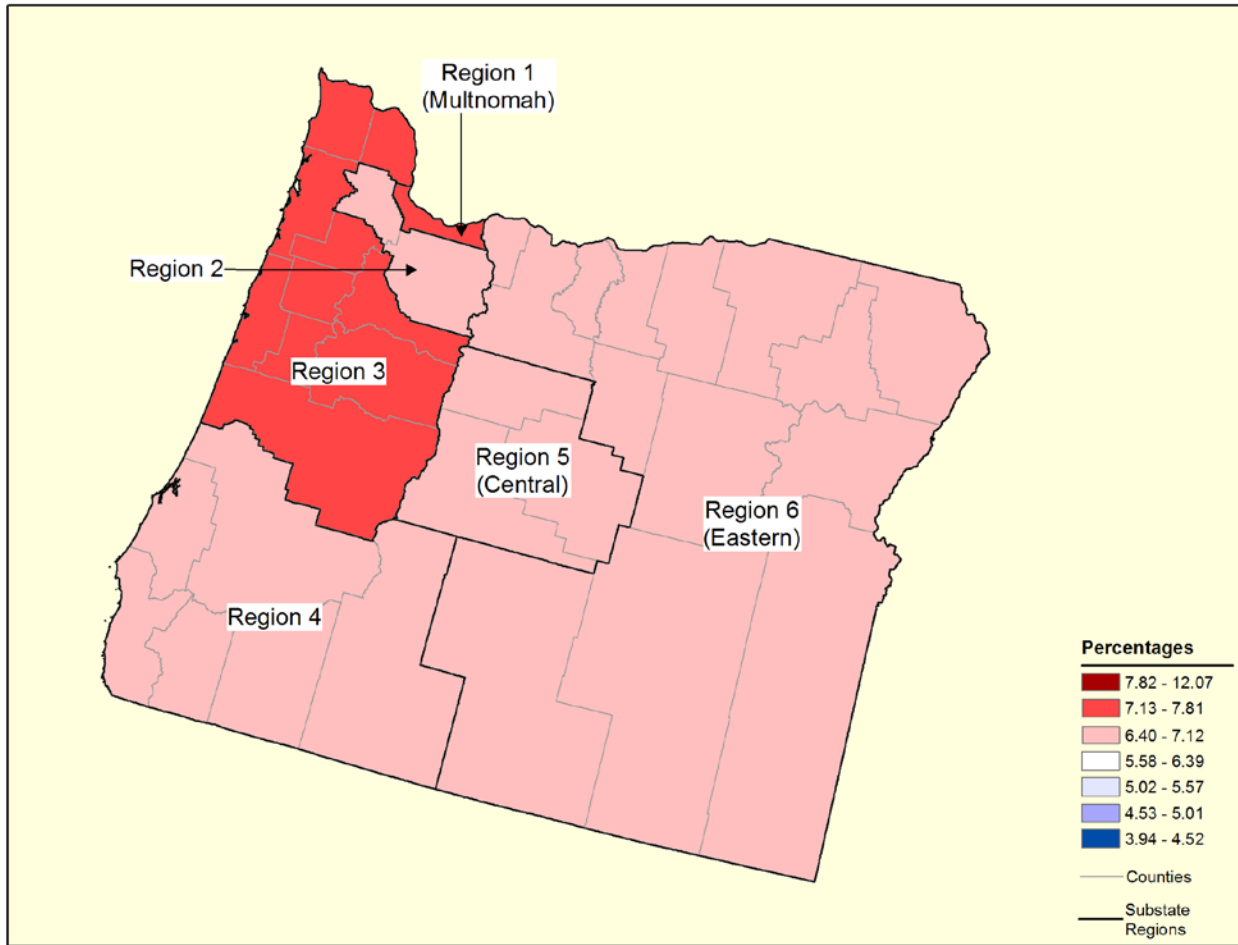 Region 1
(Multnomah)
Region 2
Region 3
Region 5
(Central)
Region 6
(Eastern)
Region 4
Percentages
7.82 - 12.07
7.13 - 7.81
6.40 - 7.12
5.58 - 6.39
5.02 - 5.57
4.53 - 5.01
3.94 - 4.52
Counties
Substate
Regions